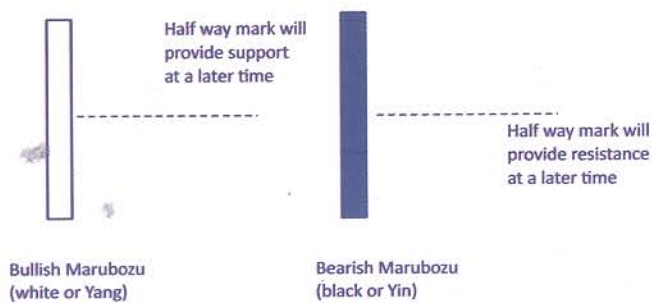 Half way mark will
provide support
at a later time
Half way mark will
provide resistance
at a later time
Bullish Marubozu
(white or Yang)
Bearish Marubozu
(black or Yin)